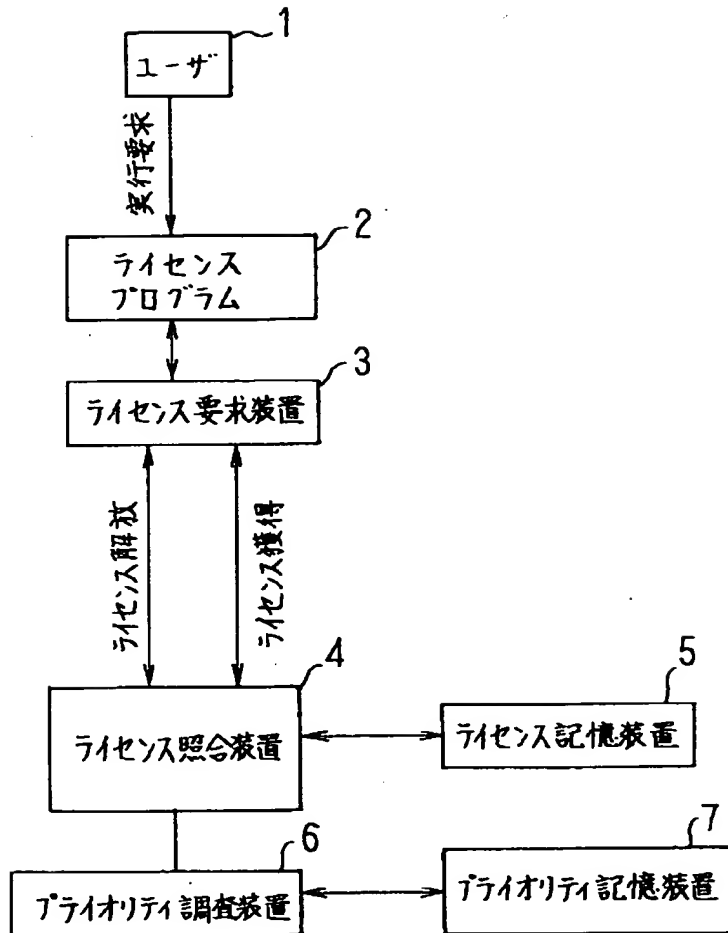 1
ユーザ
実行要求
2
ライセンス
プログラム
3
ライセンス要求装置
ライセンス解放
ライセンス獲得
4
ライセンス照合装置
5
ライセンス記憶装置
6
プライオリティ調査装置
7
プライオリティ記憶装置